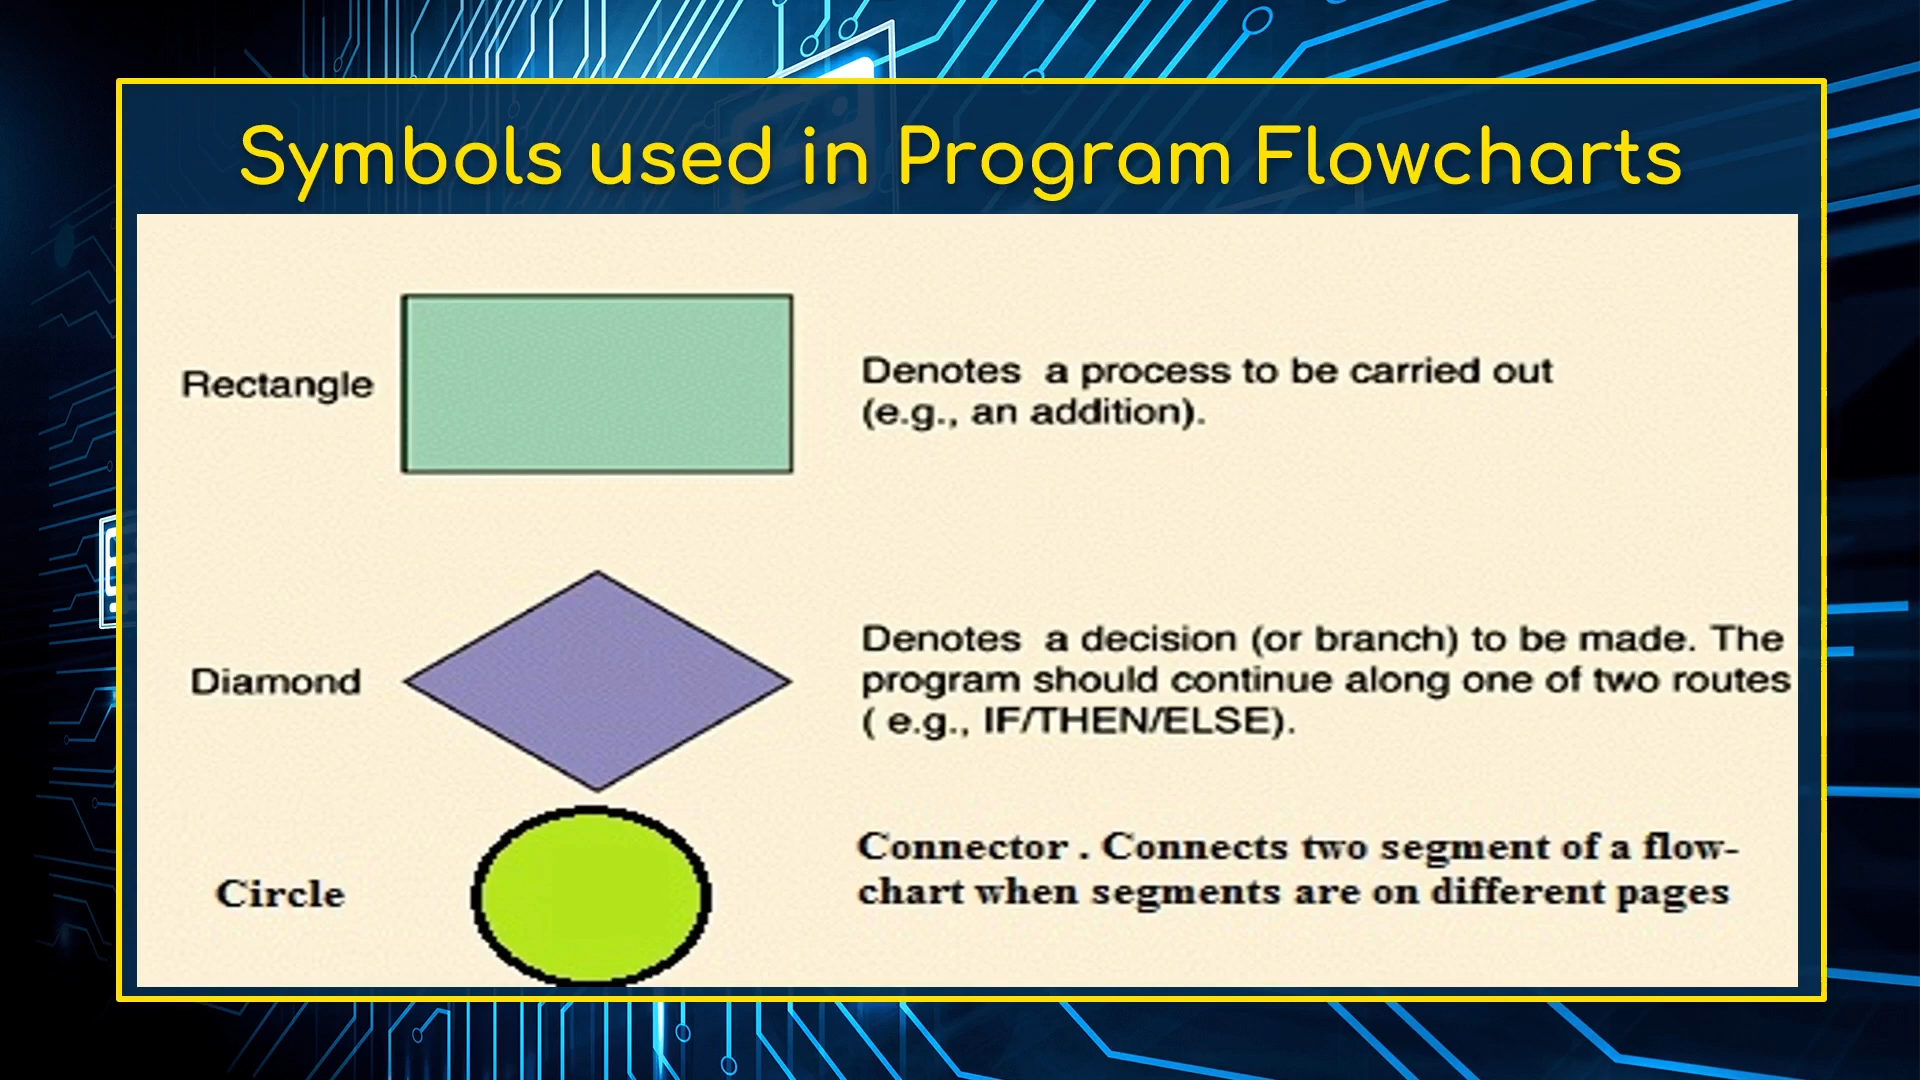 Symbols used in Program Flowcharts
Rectangle
Denotes a process to be carried out
(e.g., an addition).
Diamond
Denotes a decision (or branch) to be made. The
program should continue along one of two routes
( e.g., IF/THEN/ELSE).
Circle
Connector . Connects two segment of a flow-
chart when segments are on different pages